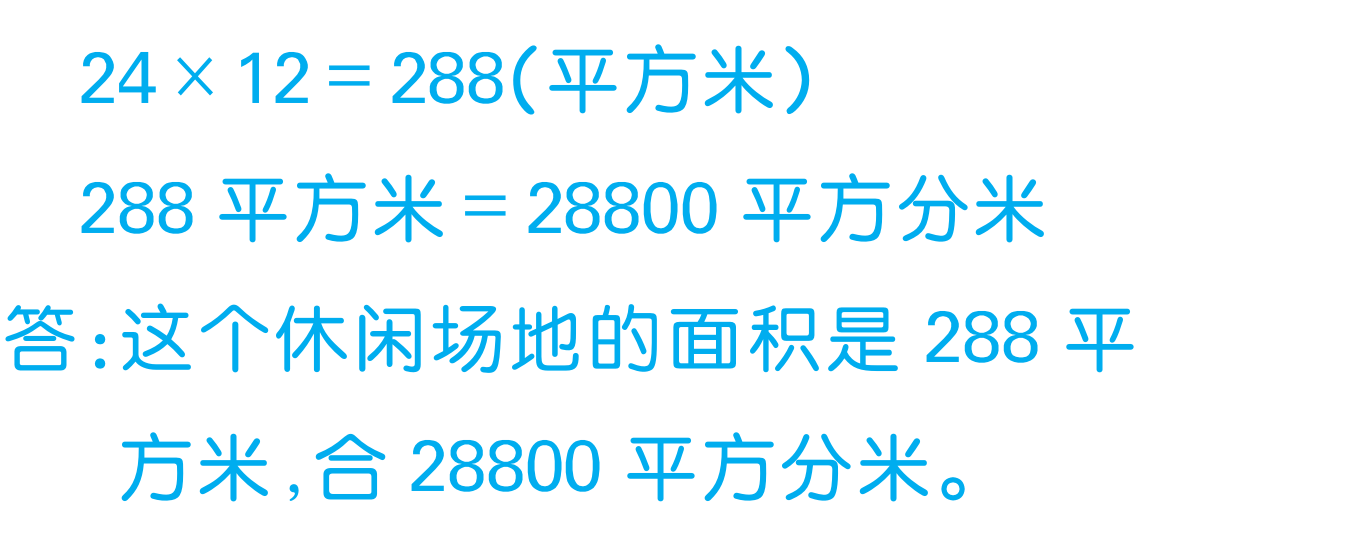 24×12=288(平方米)
288 平方米=28800 平方分米
答:这个休闲场地的面积是 288 平
方米,合 28800 平方分米。